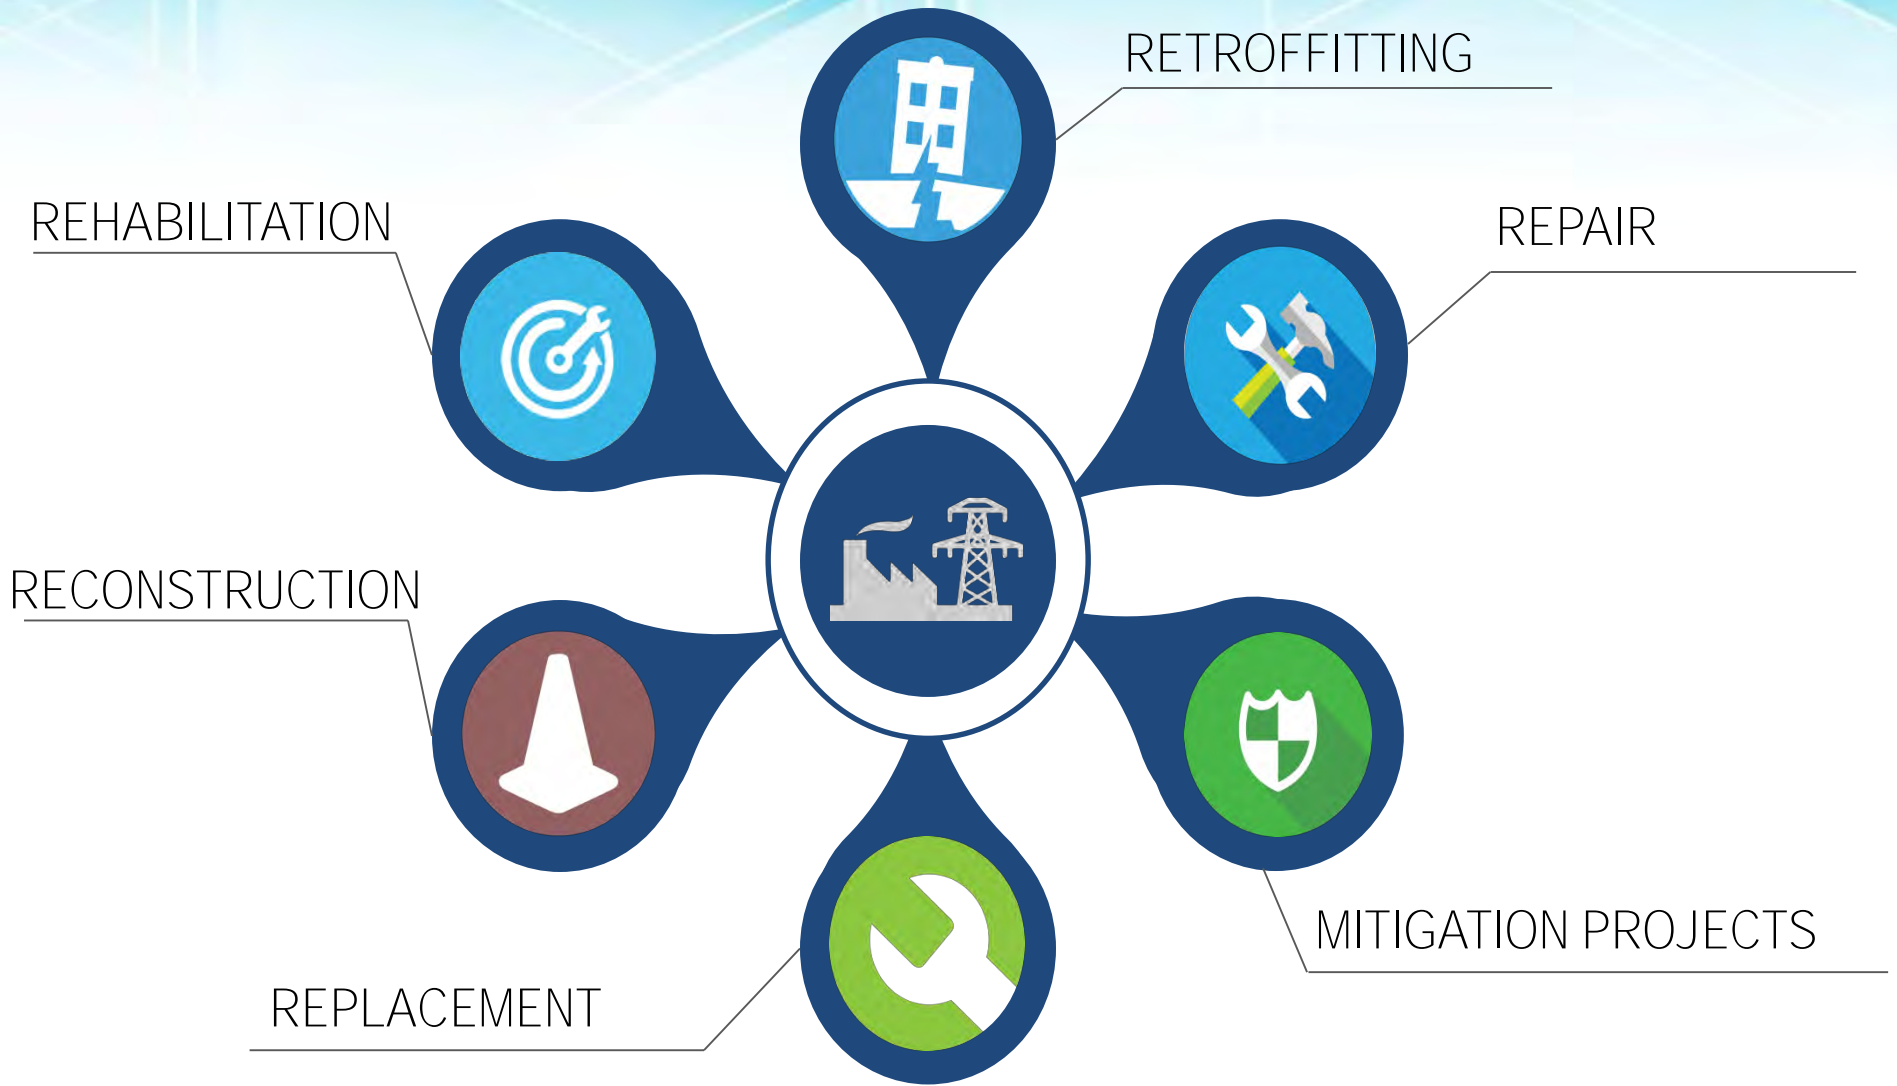 RETROFFITTING
REHABILITATION
REPAIR
RECONSTRUCTION
MITIGATION PROJECTS
REPLACEMENT